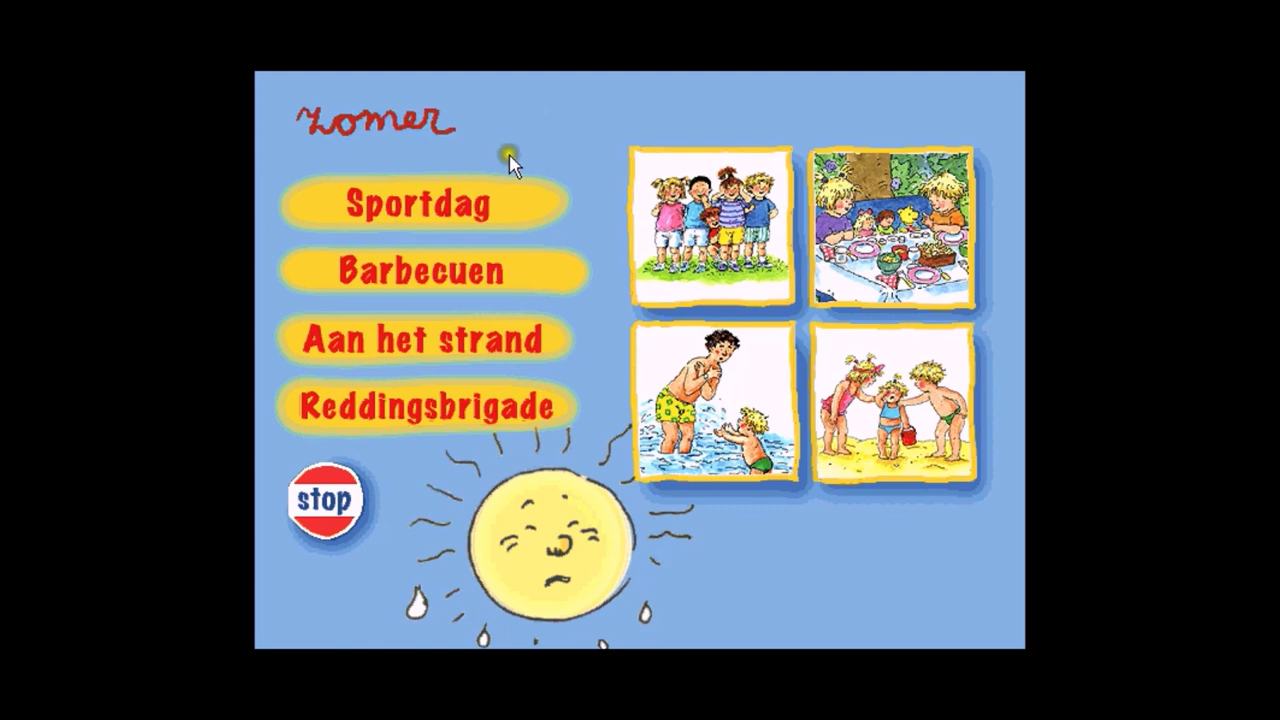 zomer
Sportdag
Barbecuen
Aan het strand
Reddingsbrigade
stop